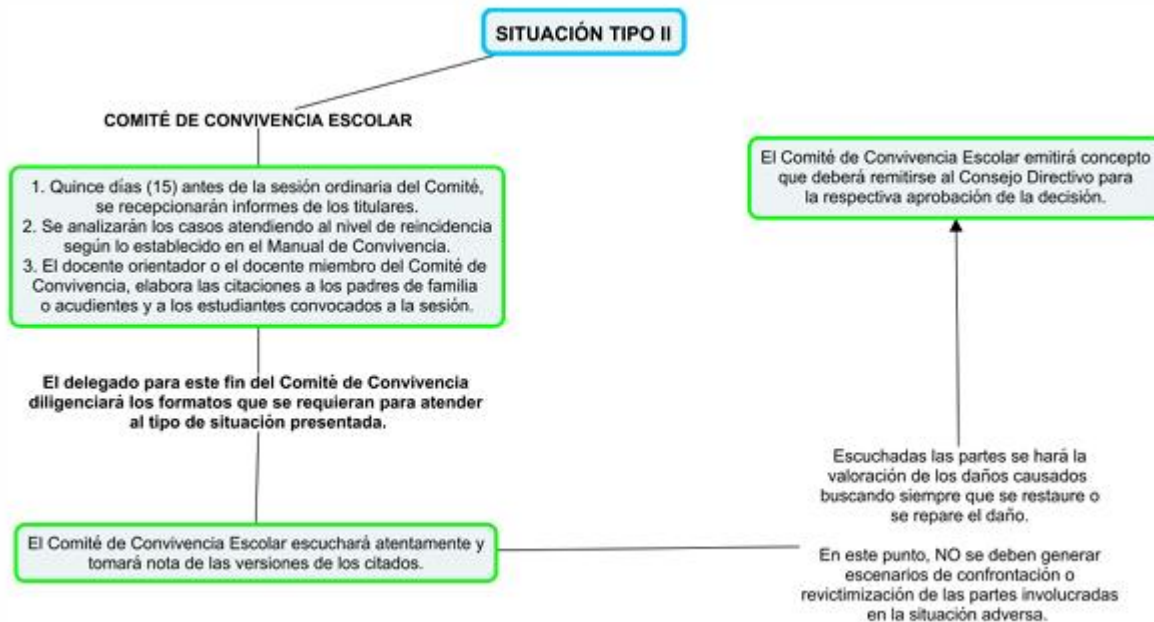 SITUACIÓN TIPO II
COMITÉ DE CONVIVENCIA ESCOLAR
1. Quince días (15) antes de la sesión ordinaria del Comité,
se recepcionarán informes de los titulares.
2. Se analizarán los casos atendiendo al nivel de reincidencia
según lo establecido en el Manual de Convivencia.
3. El docente orientador o el docente miembro del Comité de
Convivencia, elabora las citaciones a los padres de familia
o acudientes y a los estudiantes convocados a la sesión.
El delegado para este fin del Comité de Convivencia
diligenciará los formatos que se requieran para atender
al tipo de situación presentada.
El Comité de Convivencia Escolar escuchará atentamente y
tomará nota de las versiones de los citados.
Escuchadas las partes se hará la
valoración de los daños causados
buscando siempre que se restaure o
se repare el daño.
En este punto, NO se deben generar
escenarios de confrontación o
revictimización de las partes involucradas
en la situación adversa.
El Comité de Convivencia Escolar emitirá concepto
que deberá remitirse al Consejo Directivo para
la respectiva aprobación de la decisión.